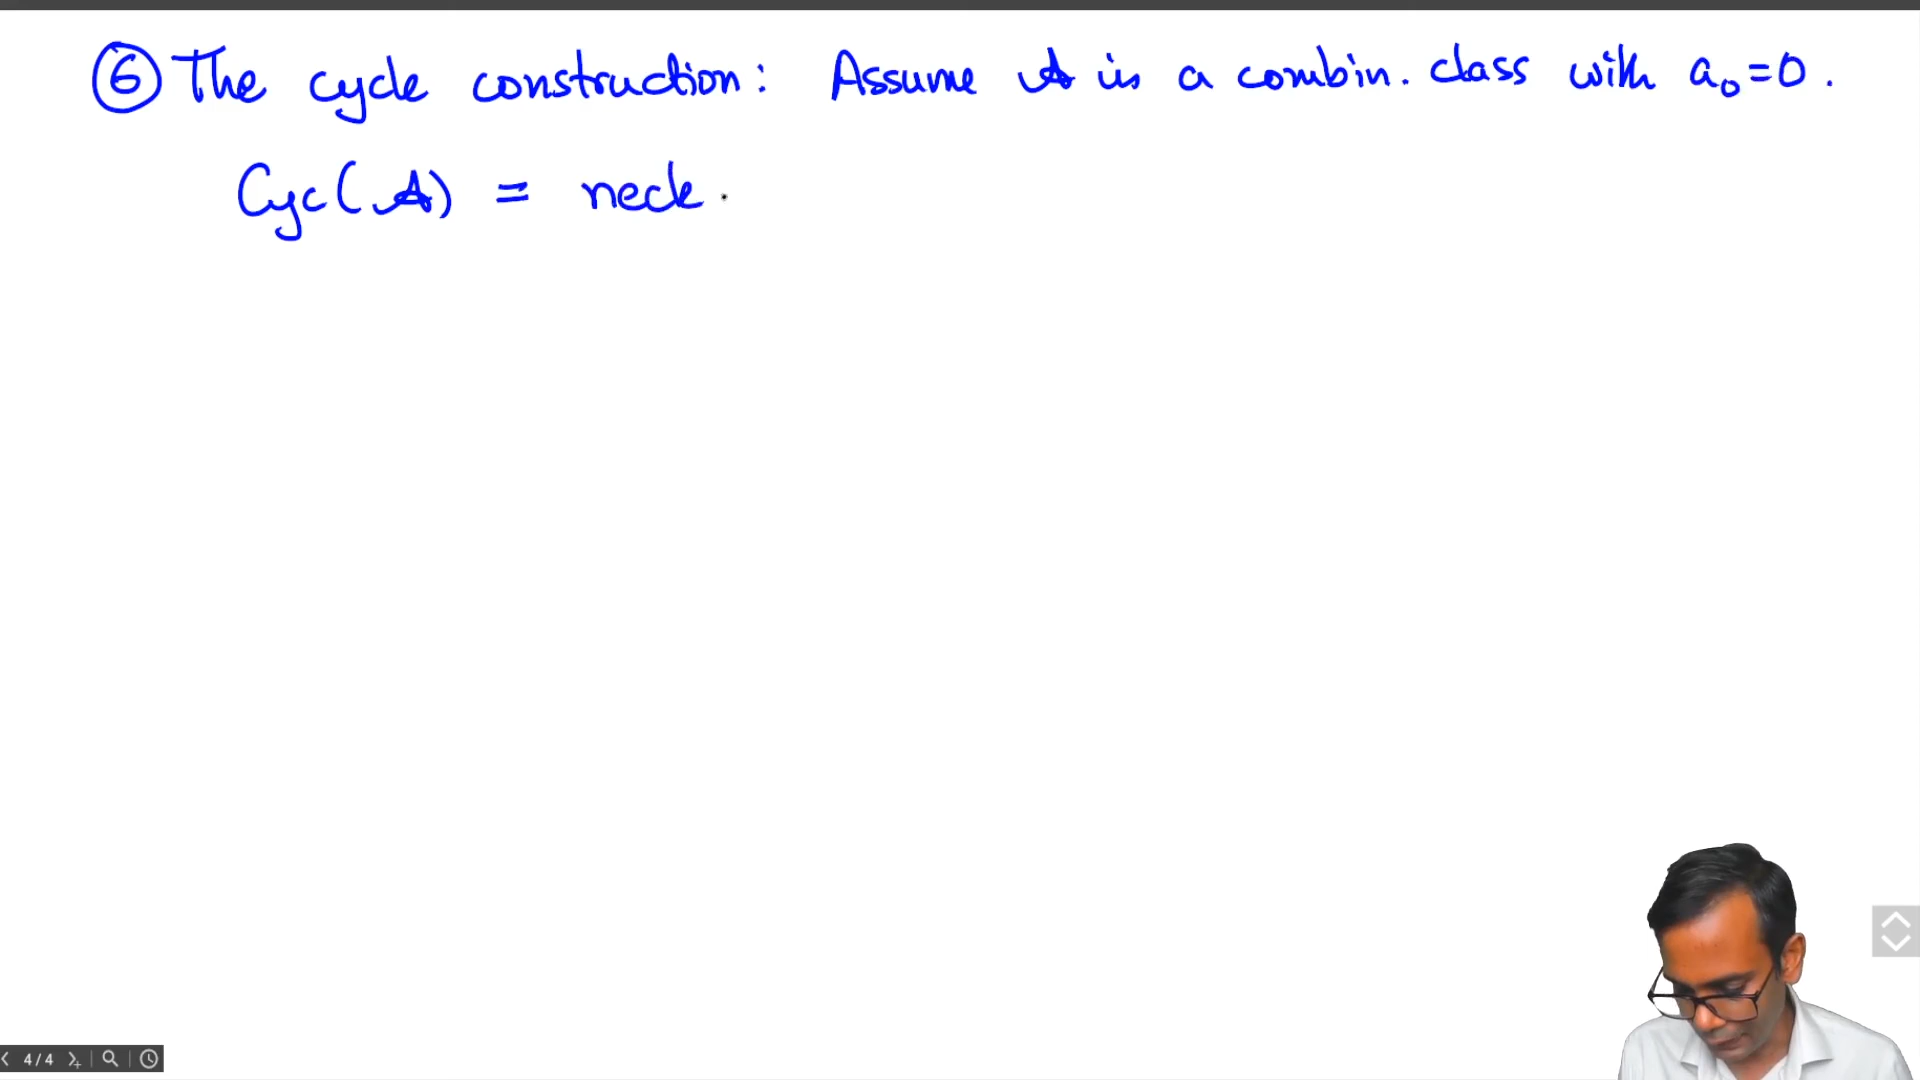 ⑥ The cycle construction: Assume 𝒜 is a combin. class with a₀=0.
Cyc(𝒜) = neck
4/4